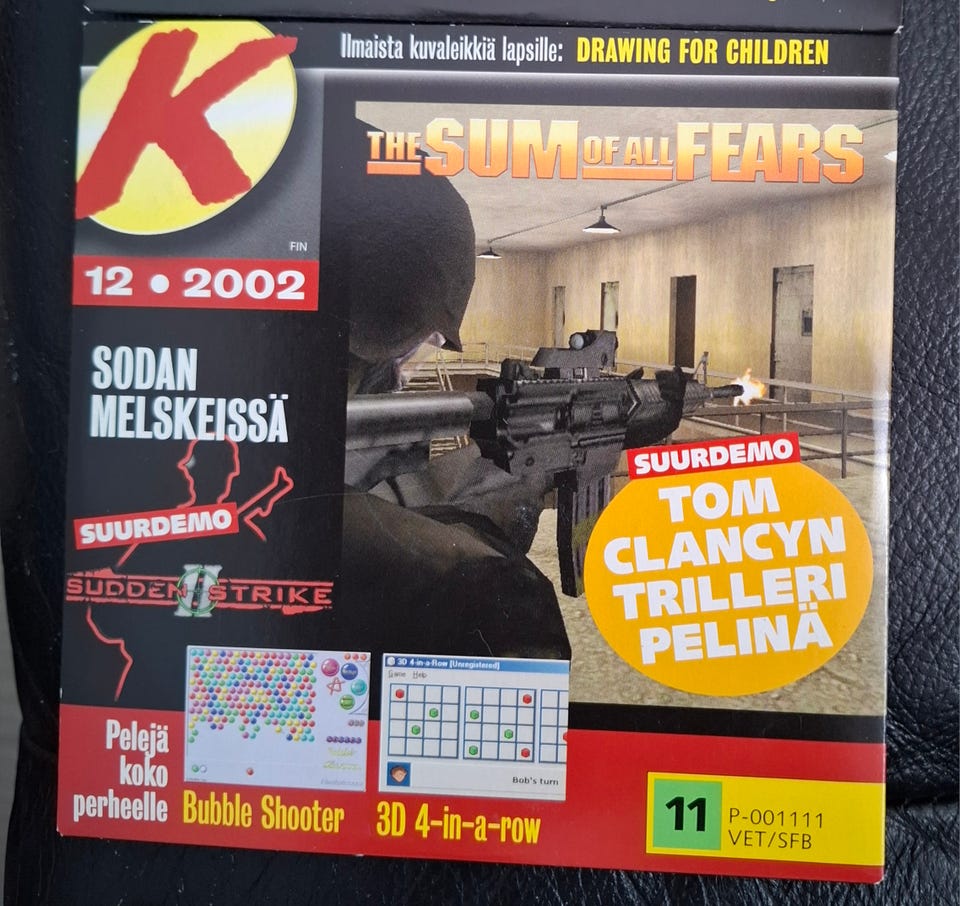 Ilmaista kuvaleikkiä lapsille: DRAWING FOR CHILDREN
K
FIN
12 • 2002
THE SUM OF ALL FEARS
SODAN
MELSKEISSÄ
SUURDEMO
SUDDEN II STRIKE
SUURDEMO
TOM
CLANCYN
TRILLERI
PELINÄ
3D 4-in-a-Row [Unregistered]
Game Help
Bob's turn
Pelejä
koko
perheelle
Bubble Shooter
3D 4-in-a-row
11
P-001111
VET/SFB